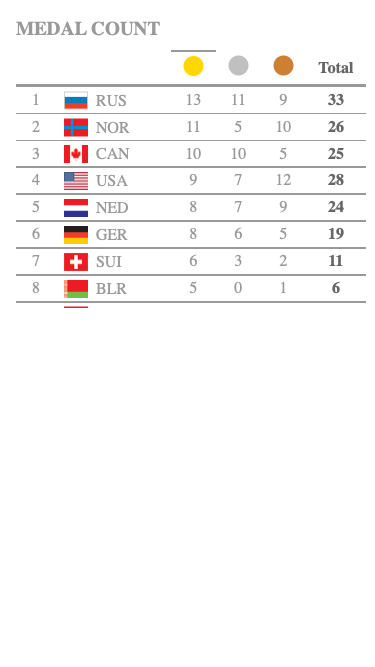 MEDAL COUNT
Total
1 RUS 13 11 9 33
2 NOR 11 5 10 26
3 CAN 10 10 5 25
4 USA 9 7 12 28
5 NED 8 7 9 24
6 GER 8 6 5 19
7 SUI 6 3 2 11
8 BLR 5 0 1 6